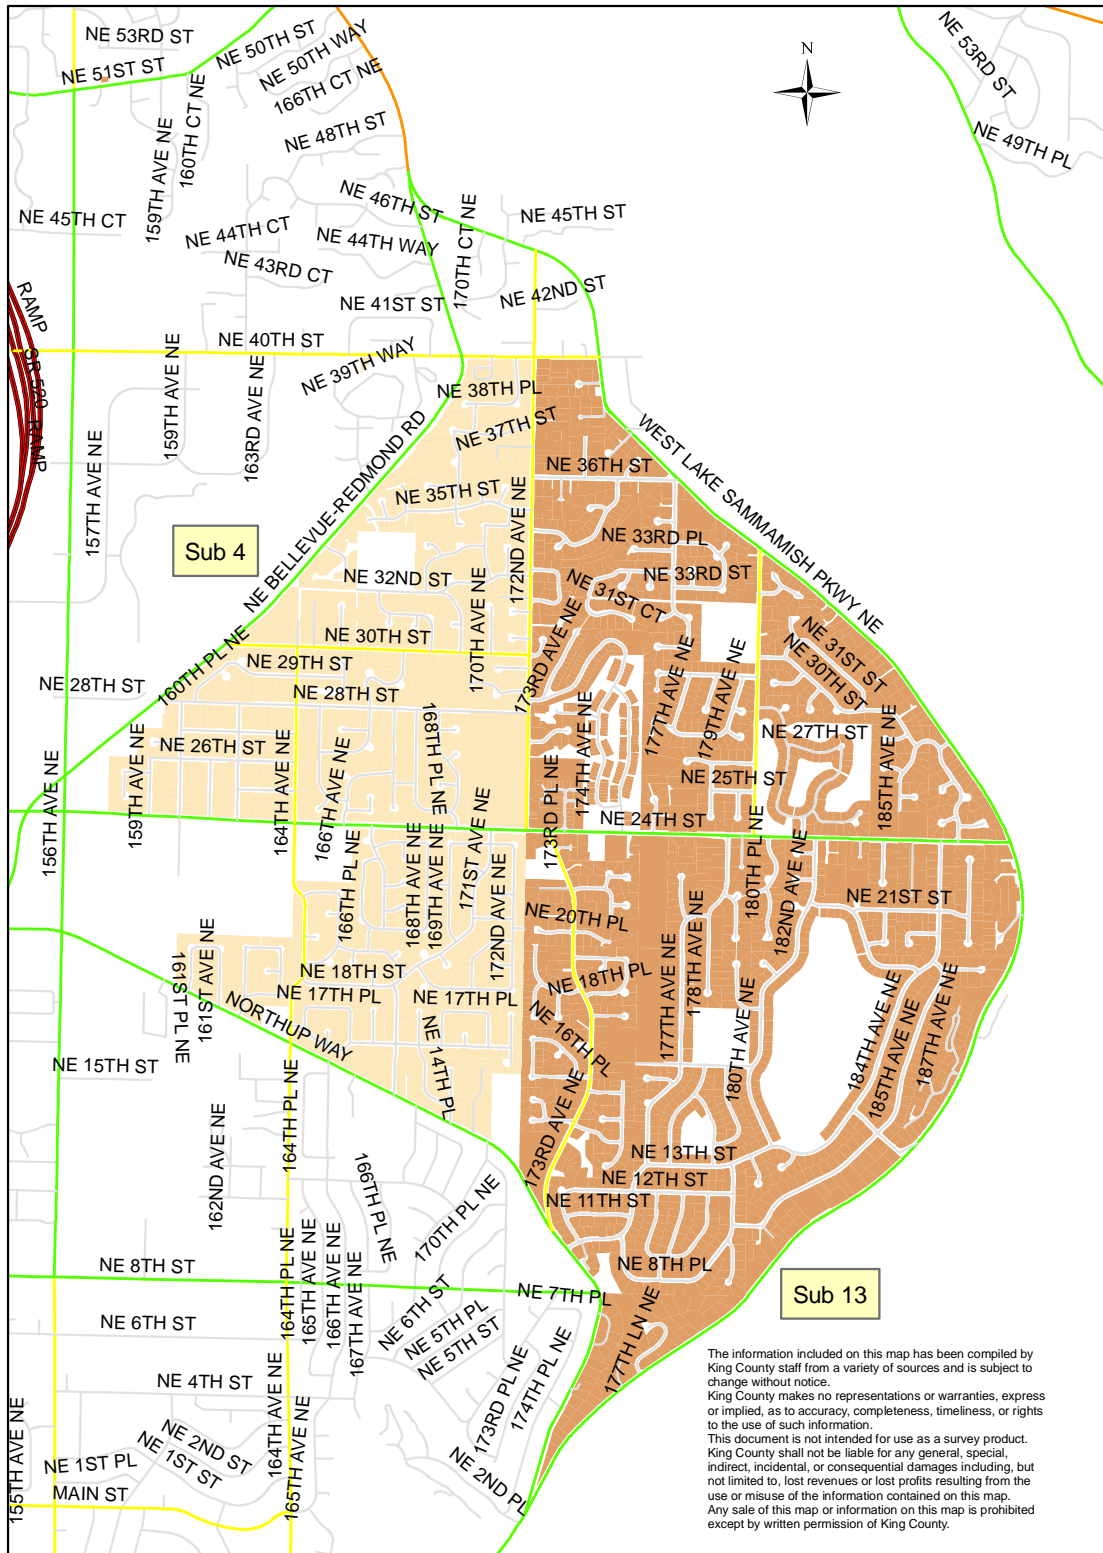 NE 53RD ST
NE 50TH ST
NE 51ST ST
NE 50TH WAY
166TH CT NE
160TH CT NE
159TH AVE NE
NE 48TH ST
N
NE 53RD ST
NE 49TH PL
NE 46TH ST
170TH CT NE
NE 45TH ST
NE 45TH CT
NE 44TH CT
NE 44TH WAY
NE 43RD CT
NE 42ND ST
NE 41ST ST
RAMP
SR 520
RAMP
NE 40TH ST
NE 39TH WAY
159TH AVE NE
163RD AVE NE
157TH AVE NE
NE 38TH PL
NE 37TH ST
NE BELLEVUE-REDMOND RD
WEST LAKE SAMMAMISH PKWY NE
NE 36TH ST
NE 35TH ST
172ND AVE NE
Sub 4
NE 33RD PL
NE 33RD ST
NE 32ND ST
NE 31ST CT
170TH AVE NE
173RD AVE NE
160TH PL NE
NE 30TH ST
NE 29TH ST
NE 28TH ST
NE 28TH ST
177TH AVE NE
179TH AVE NE
NE 31ST ST
NE 30TH ST
174TH AVE NE
168TH PL NE
NE 27TH ST
185TH AVE NE
156TH AVE NE
159TH AVE NE
NE 26TH ST
164TH AVE NE
166TH AVE NE
NE 25TH ST
173RD PL NE
NE 24TH ST
171ST AVE NE
166TH PL NE
168TH AVE NE
169TH AVE NE
172ND AVE NE
180TH PL NE
182ND AVE NE
NE 21ST ST
NE 20TH PL
161ST PL NE
161ST AVE NE
NE 18TH ST
NE 18TH PL
NE 17TH PL
NE 17TH PL
177TH AVE NE
178TH AVE NE
180TH AVE NE
184TH AVE NE
185TH AVE NE
187TH AVE NE
NORTHUP WAY
NE 16TH PL
NE 14TH PL
NE 15TH ST
164TH PL NE
162ND AVE NE
173RD AVE NE
NE 13TH ST
NE 12TH ST
NE 11TH ST
166TH PL NE
170TH PL NE
NE 8TH ST
164TH PL NE
165TH AVE NE
166TH AVE NE
167TH AVE NE
NE 8TH PL
NE 7TH PL
NE 6TH ST
NE 6TH ST
NE 5TH PL
NE 5TH ST
Sub 13
177TH LN NE
173RD PL NE
174TH PL NE
NE 4TH ST
164TH AVE NE
165TH AVE NE
155TH AVE NE
NE 2ND ST
NE 1ST ST
NE 1ST PL
NE 2ND PL
MAIN ST
The information included on this map has been compiled by
King County staff from a variety of sources and is subject to
change without notice.
King County makes no representations or warranties, express
or implied, as to accuracy, completeness, timeliness, or rights
to the use of such information.
This document is not intended for use as a survey product.
King County shall not be liable for any general, special,
indirect, incidental, or consequential damages including, but
not limited to, lost revenues or lost profits resulting from the
use or misuse of the information contained on this map.
Any sale of this map or information on this map is prohibited
except by written permission of King County.